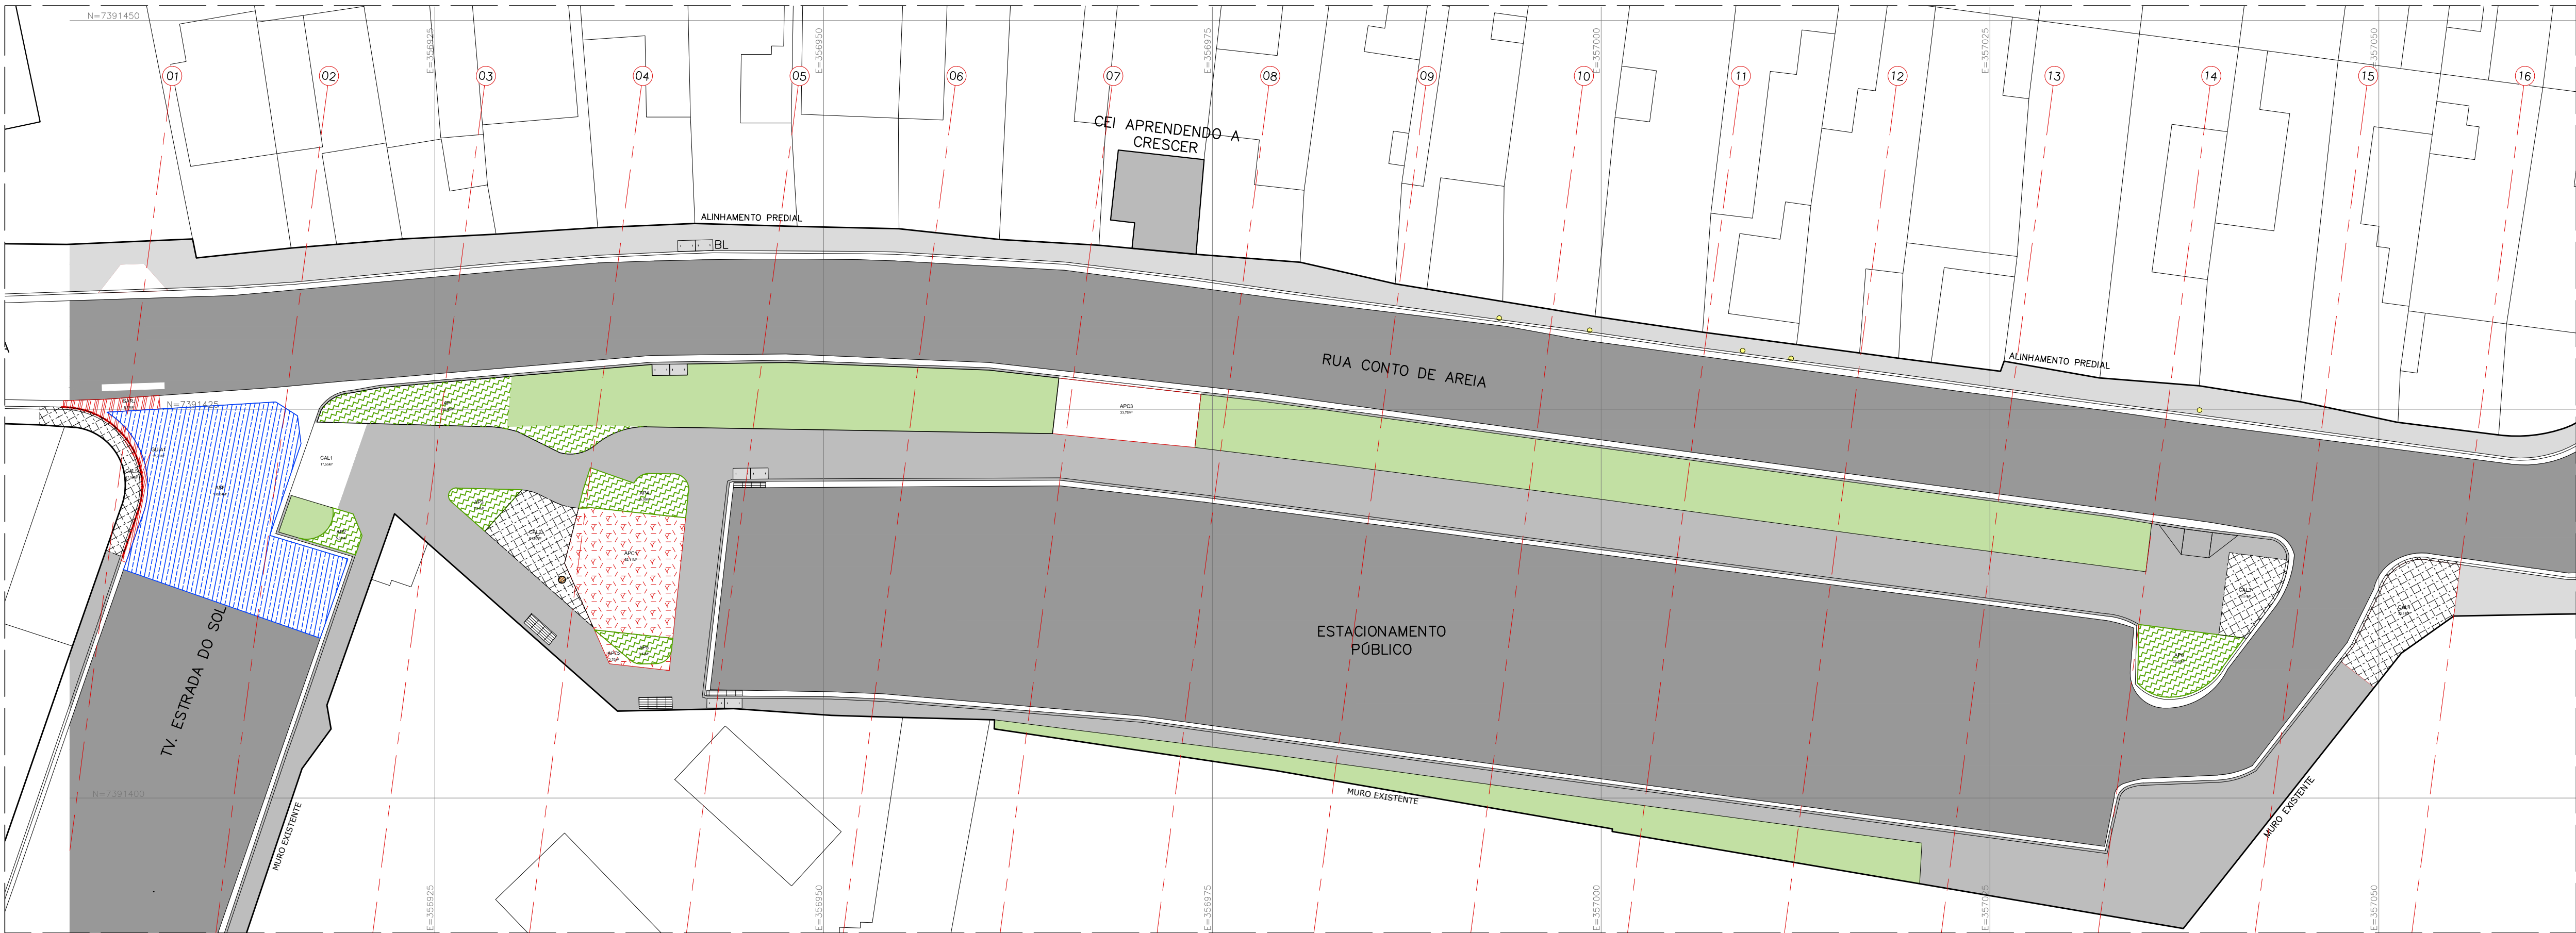 N=7391450
E=356925
E=356950
E=356975
E=357000
E=357025
E=357050
01
02
03
04
05
06
07
08
09
10
11
12
13
14
15
16
CEI APRENDENDO A
CRESCER
ALINHAMENTO PREDIAL
BL
RUA CONTO DE AREIA
ALINHAMENTO PREDIAL
N=7391425
APC3
CAL1
APC1
ESTACIONAMENTO
PÚBLICO
TV. ESTRADA DO SOL
N=7391400
MURO EXISTENTE
MURO EXISTENTE
MURO EXISTENTE
E=356925
E=356950
E=356975
E=357000
E=357025
E=357050